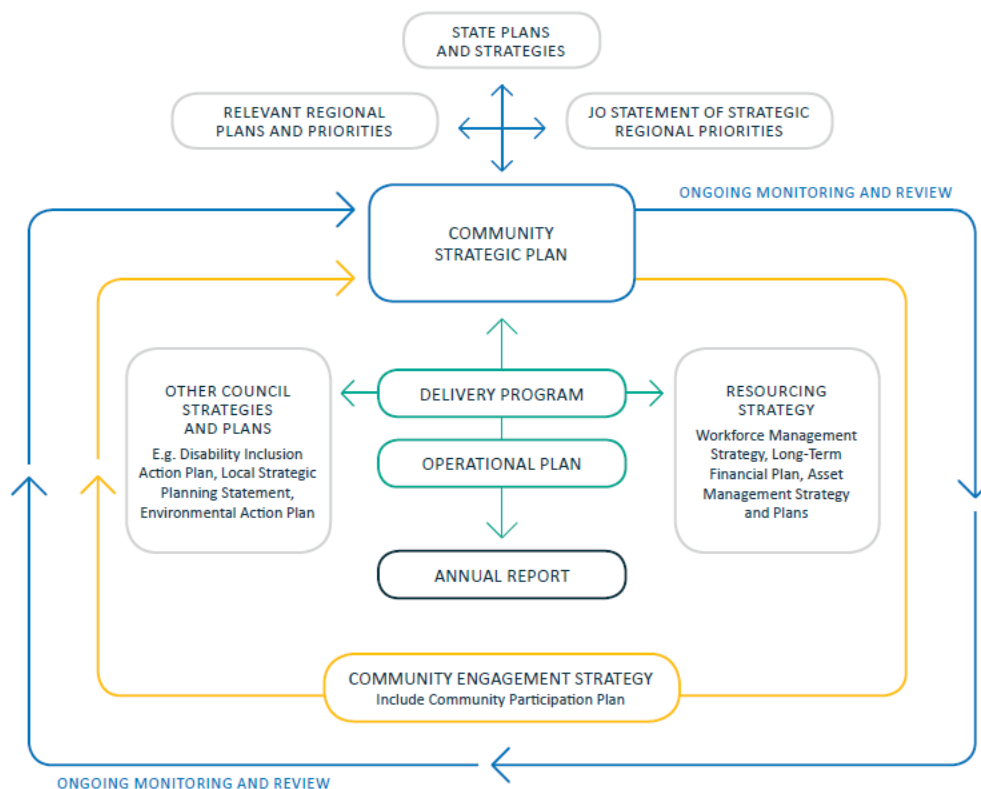 STATE PLANS
AND STRATEGIES
RELEVANT REGIONAL
PLANS AND PRIORITIES
JO STATEMENT OF STRATEGIC
REGIONAL PRIORITIES
ONGOING MONITORING AND REVIEW
COMMUNITY
STRATEGIC PLAN
OTHER COUNCIL
STRATEGIES
AND PLANS
E.g. Disability Inclusion
Action Plan, Local Strategic
Planning Statement,
Environmental Action Plan
DELIVERY PROGRAM
OPERATIONAL PLAN
ANNUAL REPORT
RESOURCING
STRATEGY
Workforce Management
Strategy, Long-Term
Financial Plan, Asset
Management Strategy
and Plans
COMMUNITY ENGAGEMENT STRATEGY
Include Community Participation Plan
ONGOING MONITORING AND REVIEW